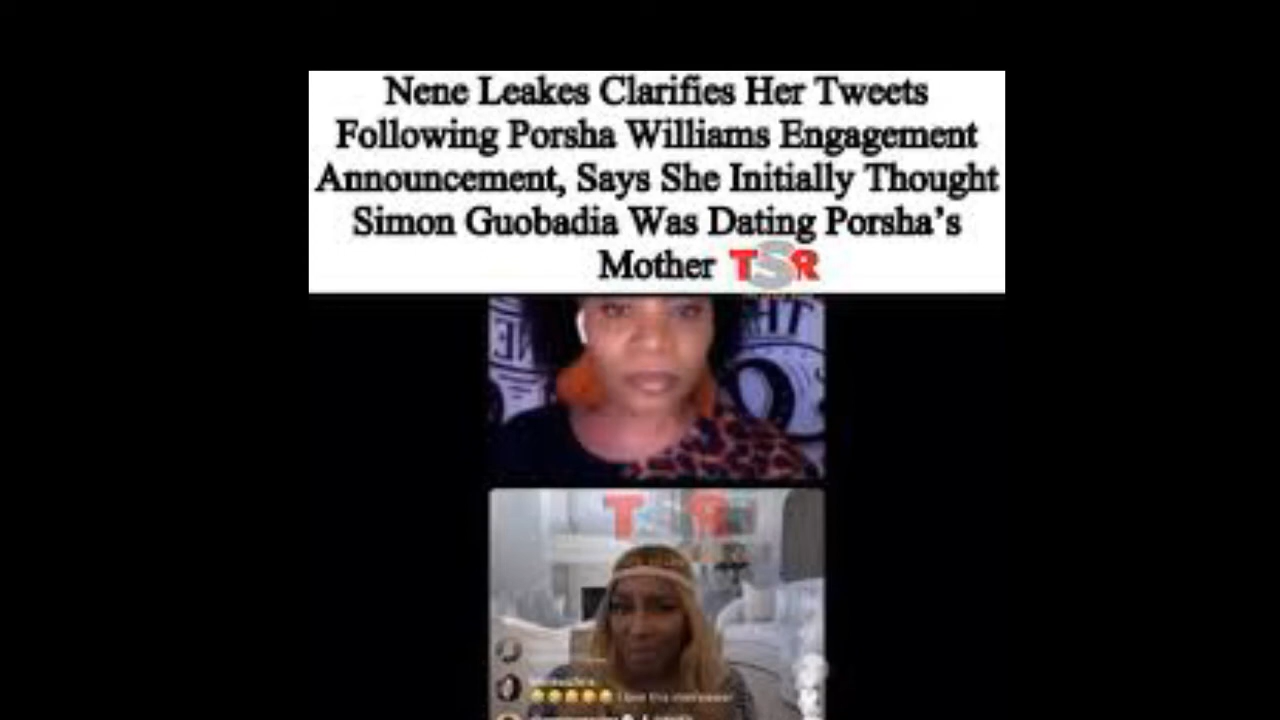 Nene Leakes Clarifies Her Tweets
Following Porsha Williams Engagement
Announcement, Says She Initially Thought
Simon Guobadia Was Dating Porsha's
Mother TSR
TSR